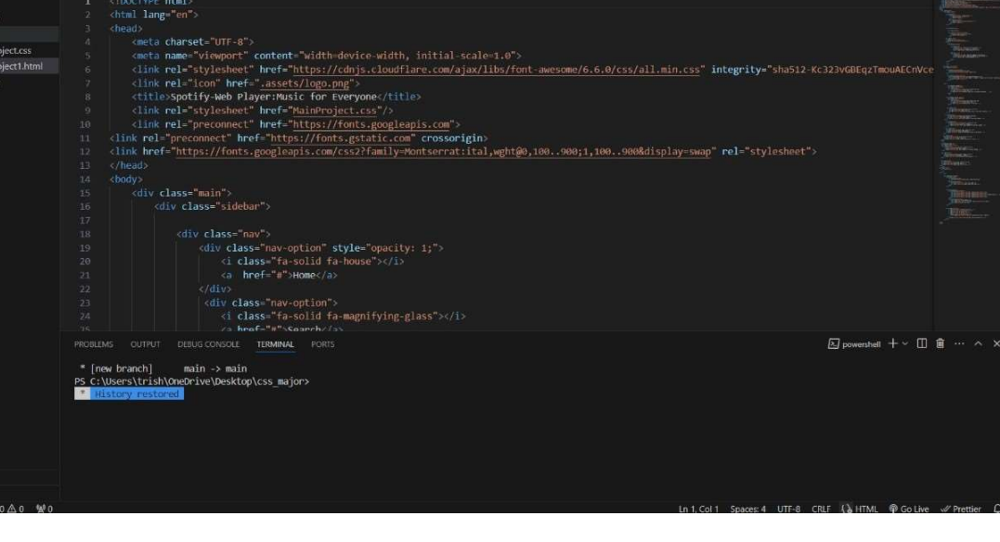 oject.css
oject1.html
1 <!DOCTYPE html>
2 <html lang="en">
3 <head>
4 <meta charset="UTF-8">
5 <meta name="viewport" content="width=device-width, initial-scale=1.0">
6 <link rel="stylesheet" href="https://cdnjs.cloudflare.com/ajax/libs/font-awesome/6.6.0/css/all.min.css" integrity="sha512-Kc323vGBEqzTmouAECnVce
7 <link rel="icon" href=".assets/logo.png">
8 <title>Spotify-Web Player:Music for Everyone</title>
9 <link rel="stylesheet" href="MainProject.css"/>
10 <link rel="preconnect" href="https://fonts.googleapis.com">
11 <link rel="preconnect" href="https://fonts.gstatic.com" crossorigin>
12 <link href="https://fonts.googleapis.com/css2?family=Montserrat:ital,wght@0,100..900;1,100..900&display=swap" rel="stylesheet">
13 </head>
14 <body>
15 <div class="main">
16 <div class="sidebar">
17
18 <div class="nav">
19 <div class="nav-option" style="opacity: 1;">
20 <i class="fa-solid fa-house"></i>
21 <a  href="#">Home</a>
22 </div>
23 <div class="nav-option">
24 <i class="fa-solid fa-magnifying-glass"></i>
25 <a href="#">Search</a>
PROBLEMS OUTPUT DEBUG CONSOLE TERMINAL PORTS powershell
* [new branch] main -> main
PS C:\Users\trish\OneDrive\Desktop\css_major>
* History restored
0 0 0 Ln 1, Col 1 Spaces: 4 UTF-8 CRLF HTML Go Live Prettier